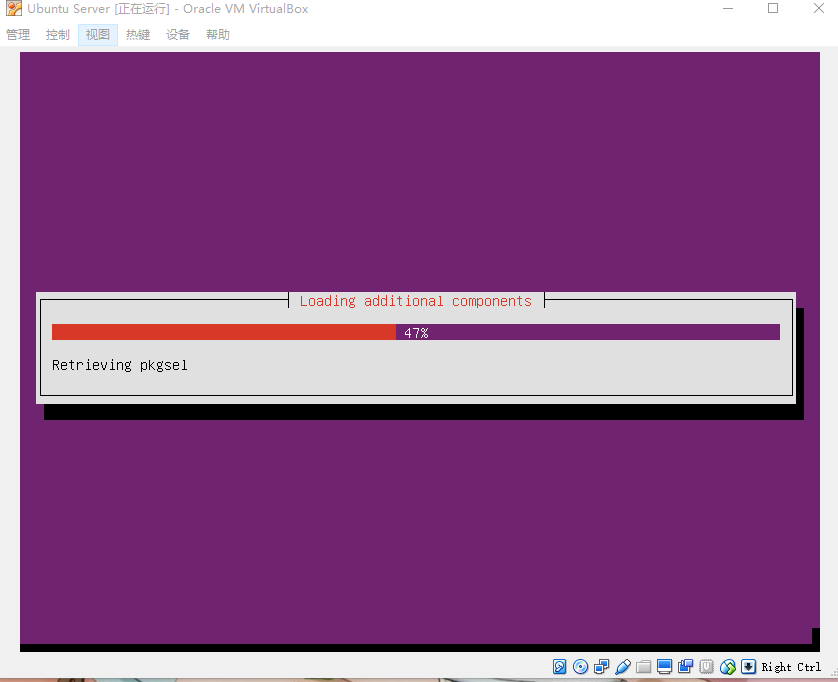 Ubuntu Server [正在运行] - Oracle VM VirtualBox
管理 控制 视图 热键 设备 帮助
Loading additional components
47%
Retrieving pkgsel
Right Ctrl